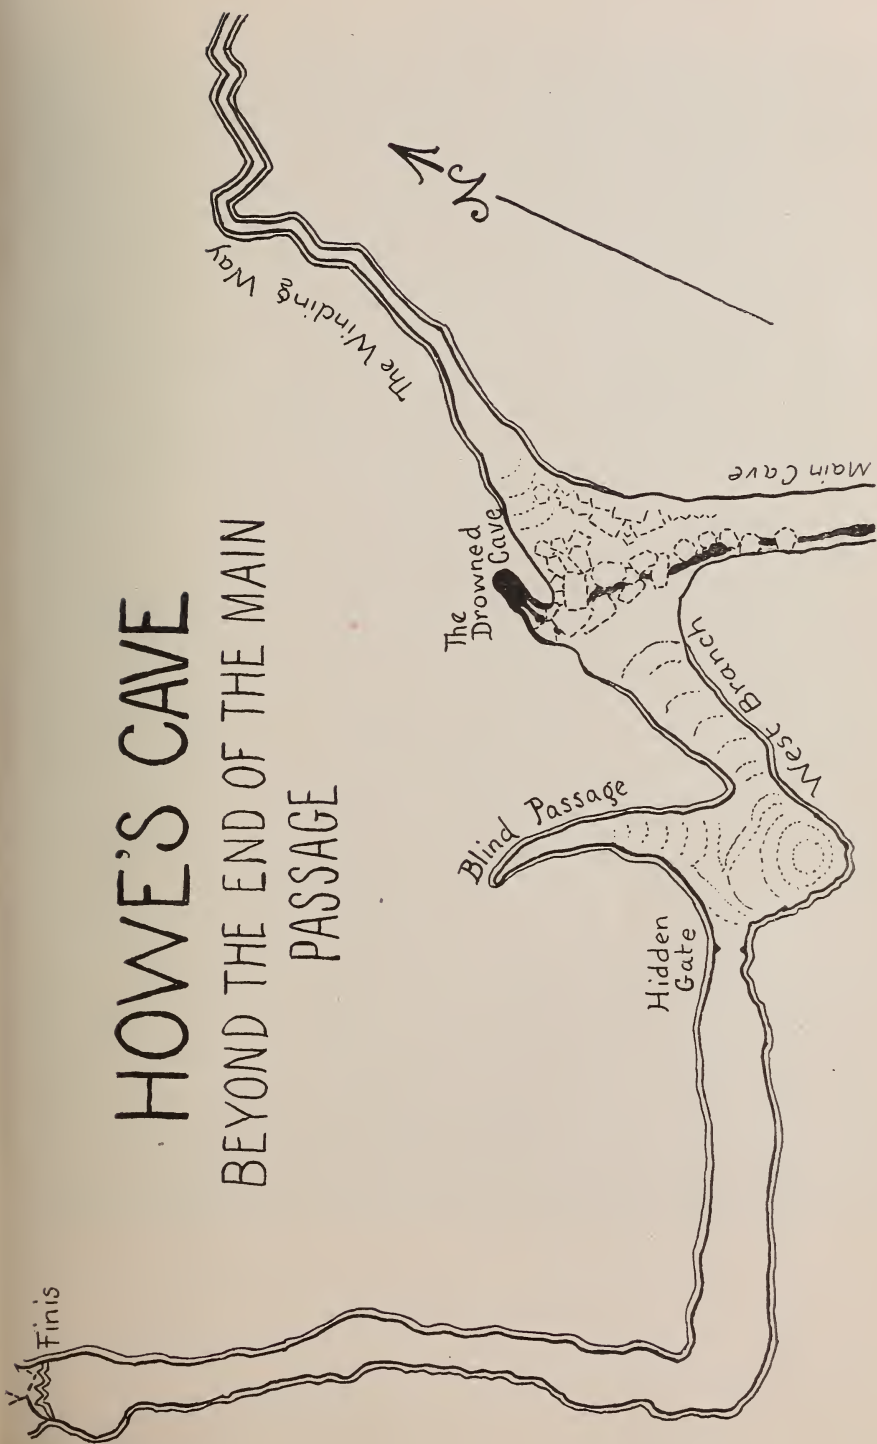 HOWE'S CAVE
BEYOND THE END OF THE MAIN
PASSAGE
Finis
Hidden
Gate
Blind Passage
West Branch
The
Drowned
Cave
Main Cave
The Winding Way
N